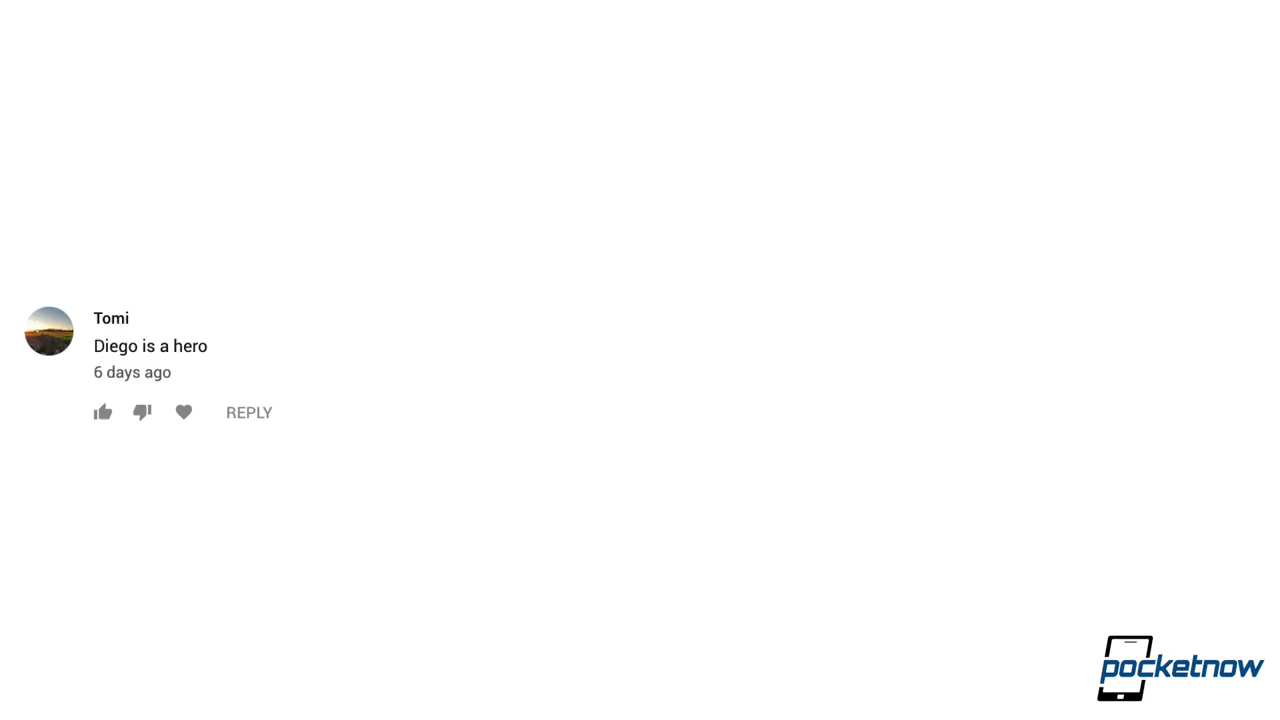 Tomi
Diego is a hero
6 days ago
REPLY
pocketnow